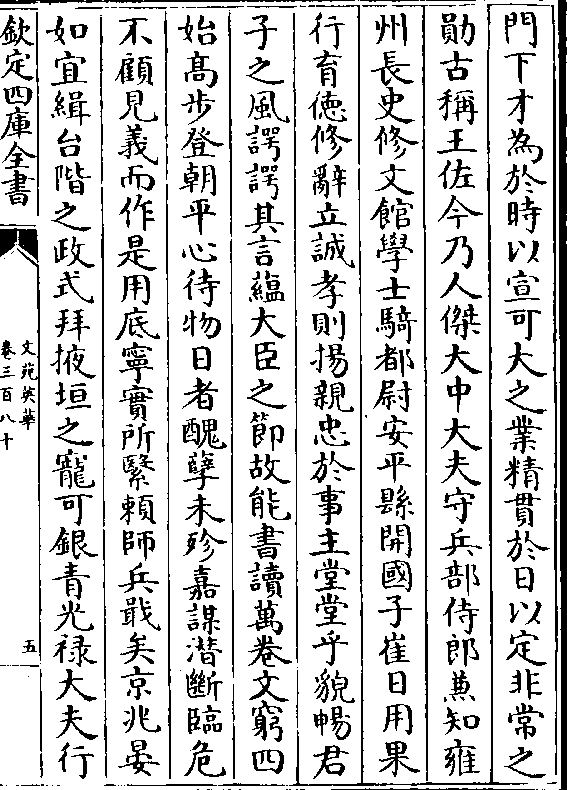 門下才為於時以宣可大之業精貫於日以定非常之
勛古稱王佐今乃人傑大中大夫守兵部侍郎兼知雍
州長史修文館學士騎都尉安平縣開國子崔日用果
行育德修辭立誠孝則揚親忠於事主堂堂乎貌暢君
子之風諤諤其言藴大臣之節故能書讀萬卷文窮四
始髙步登朝平心待物日者醜孽未殄嘉謀潛斷臨危
不顧見義而作是用底寧實所繄頼師兵戢矣京兆晏
如宜緝台階之政式拜掖垣之寵可銀青光禄大夫行
欽定四庫全書
文苑英華
卷三百八十
五